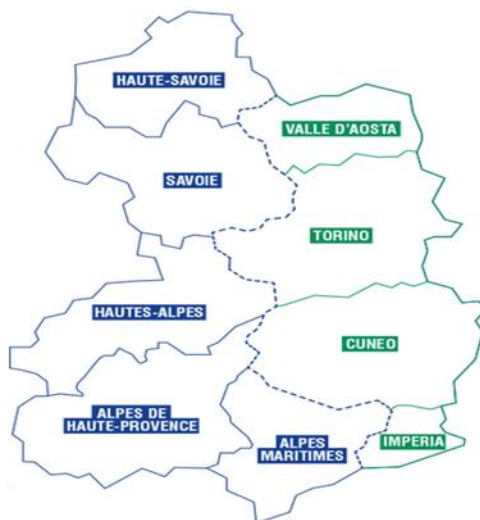 HAUTE-SAVOIE
VALLE D'AOSTA
SAVOIE
TORINO
HAUTES-ALPES
CUNEO
ALPES DE
HAUTE-PROVENCE
ALPES
MARITIMES
IMPERIA